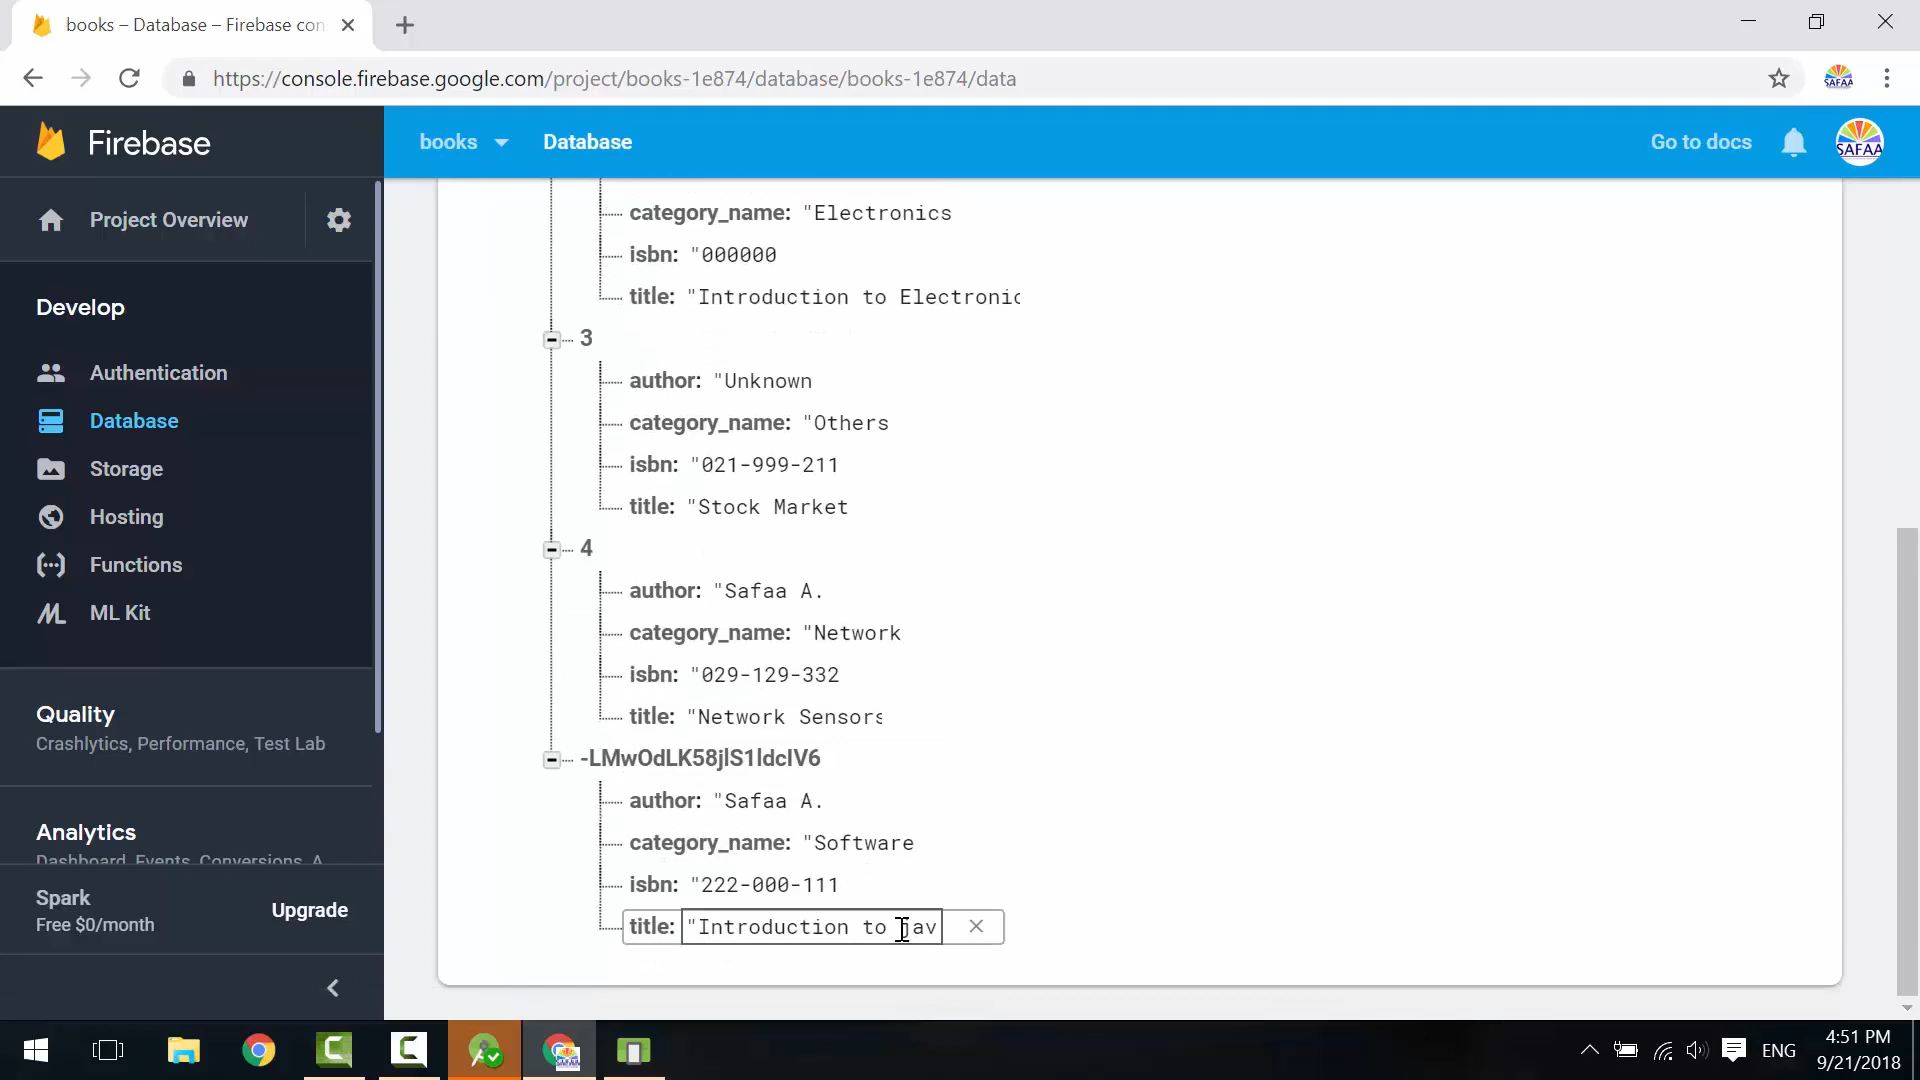 books – Database – Firebase con
https://console.firebase.google.com/project/books-1e874/database/books-1e874/data
SAFAA
Firebase
books
Database
Go to docs
SAFAA
Project Overview
Develop
Authentication
Database
Storage
Hosting
Functions
ML Kit
Quality
Crashlytics, Performance, Test Lab
Analytics
Dashboard, Events, Conversions, A
Spark
Free $0/month
Upgrade
category_name: "Electronics
isbn: "000000
title: "Introduction to Electronic
3
author: "Unknown
category_name: "Others
isbn: "021-999-211
title: "Stock Market
4
author: "Safaa A.
category_name: "Network
isbn: "029-129-332
title: "Network Sensors
-LMwOdLK58jlS1ldcIV6
author: "Safaa A.
category_name: "Software
isbn: "222-000-111
title: "Introduction to jav
ENG
4:51 PM
9/21/2018